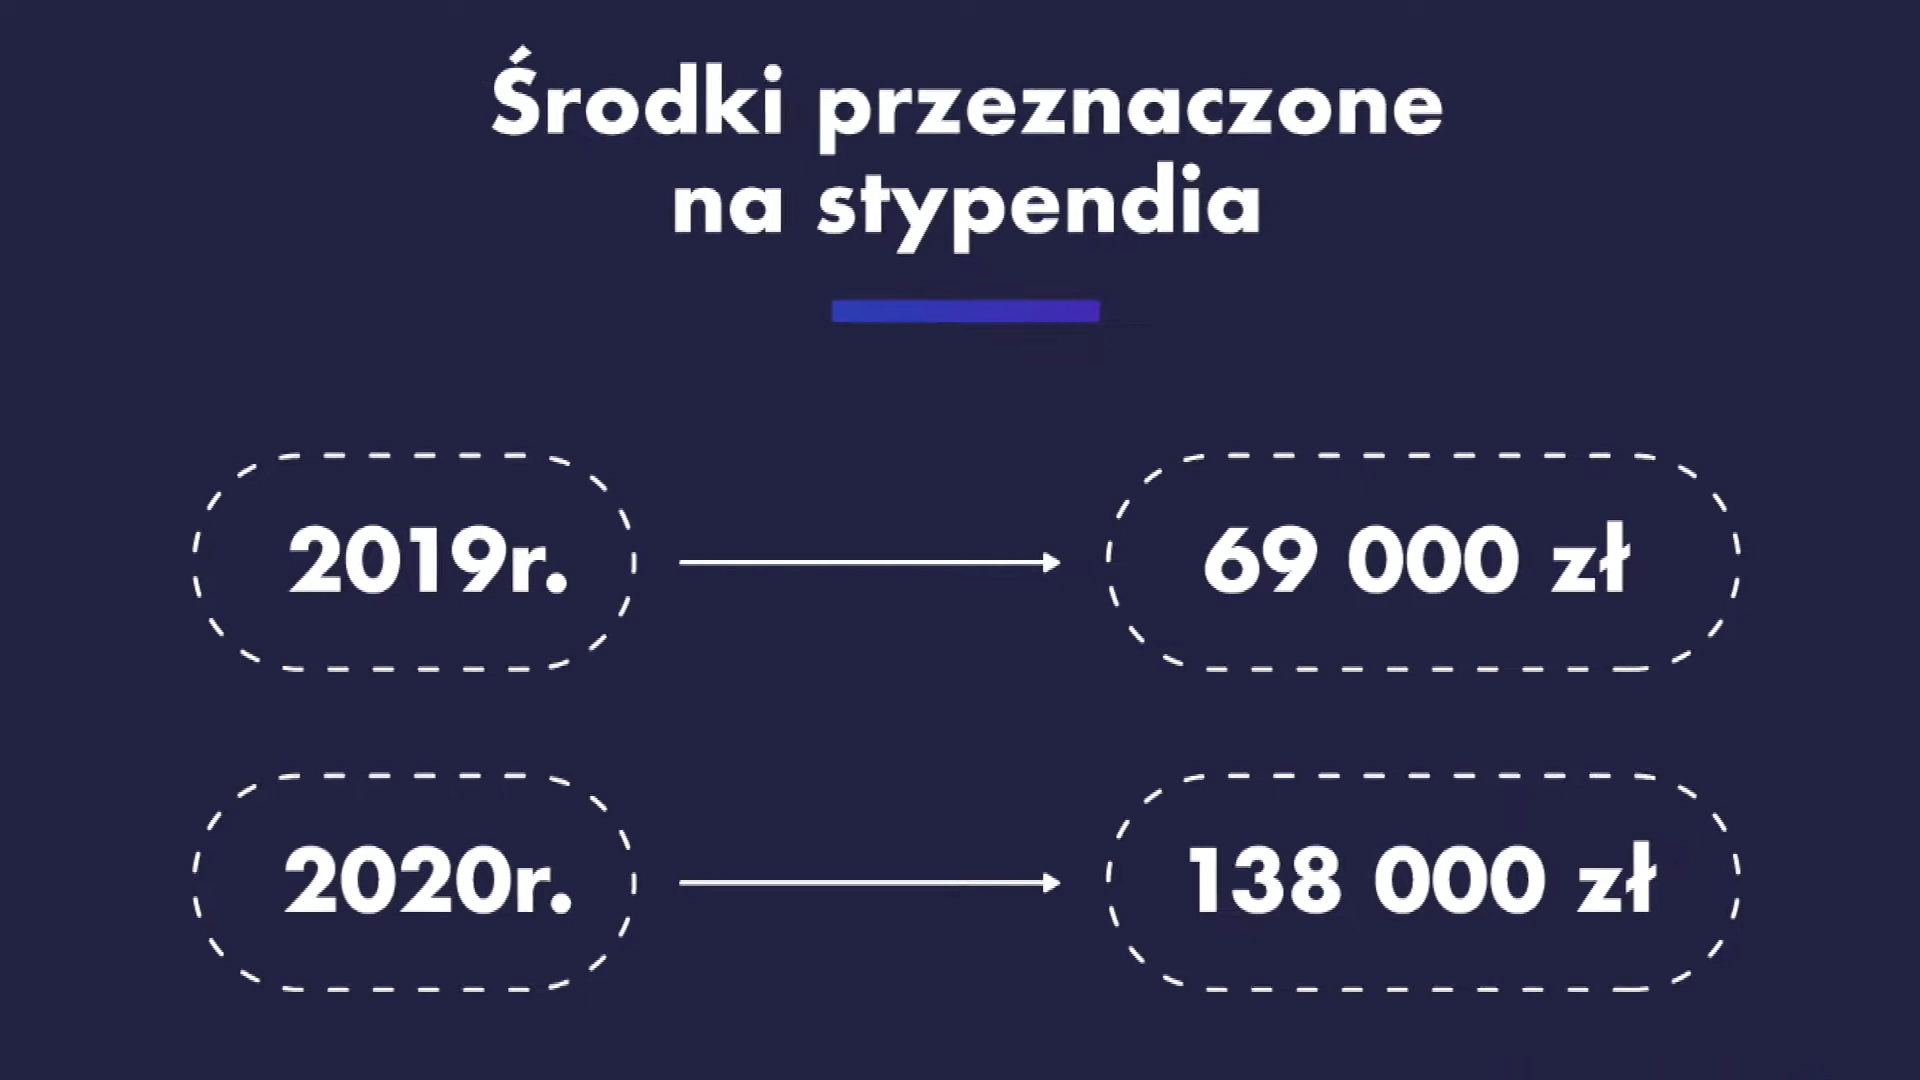 Środki przeznaczone
na stypendia
2019r. 69 000 zł
2020r. 138 000 zł